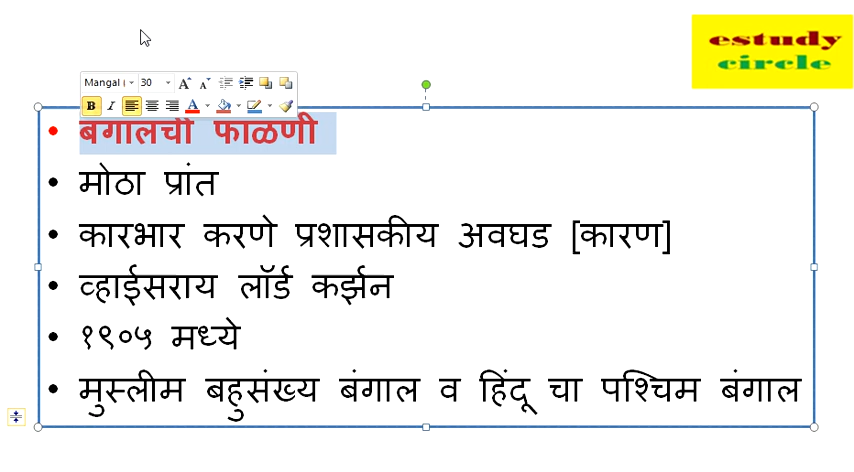 estudy
circle
Mangal ( 30
B I A
• बंगालची फाळणी
• मोठा प्रांत
• कारभार करणे प्रशासकीय अवघड [कारण]
• व्हाईसराय लॉर्ड कर्झन
• १९०५ मध्ये
• मुस्लीम बहुसंख्य बंगाल व हिंदू चा पश्चिम बंगाल